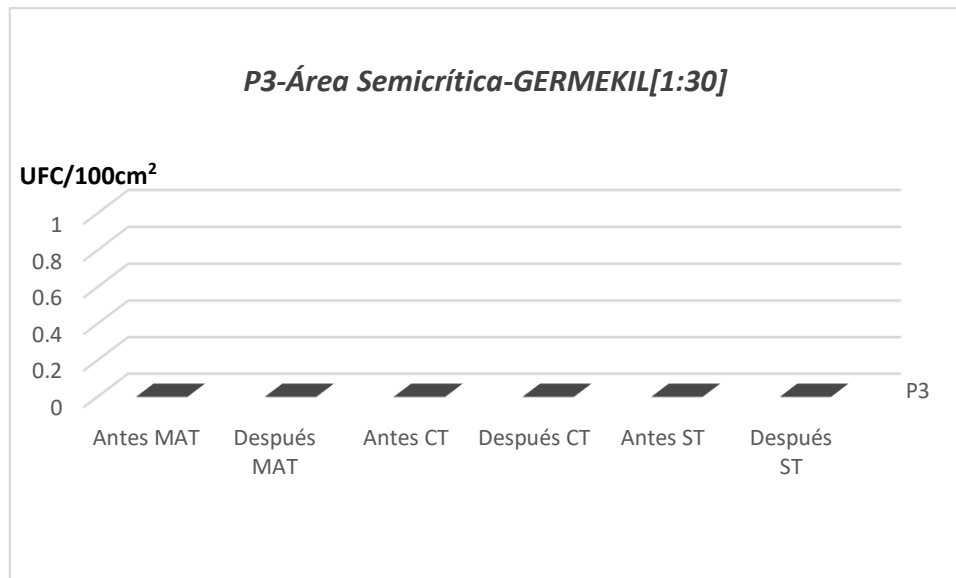 P3-Área Semicrítica-GERMEKIL[1:30]
UFC/100cm²
1
0.8
0.6
0.4
0.2
0
P3
Antes MAT
Después
MAT
Antes CT
Después CT
Antes ST
Después
ST